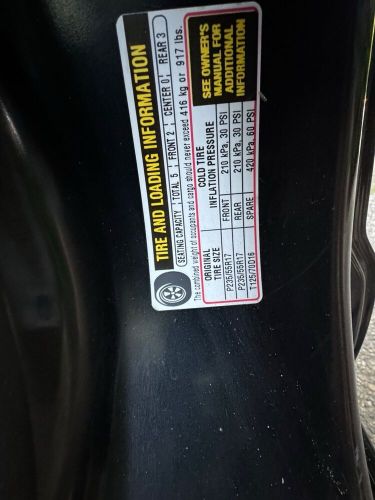 TIRE AND LOADING INFORMATION
SEATING CAPACITY TOTAL 5 FRONT 2 CENTER 0 REAR 3
The combined weight of occupants and cargo should never exceed 416 kg or 917 lbs.
ORIGINAL TIRE SIZE COLD TIRE INFLATION PRESSURE
P235/55R17 FRONT 210 kPa, 30 PSI
P235/55R17 REAR 210 kPa, 30 PSI
T125/70D16 SPARE 420 kPa, 60 PSI
SEE OWNER'S
MANUAL FOR
ADDITIONAL
INFORMATION